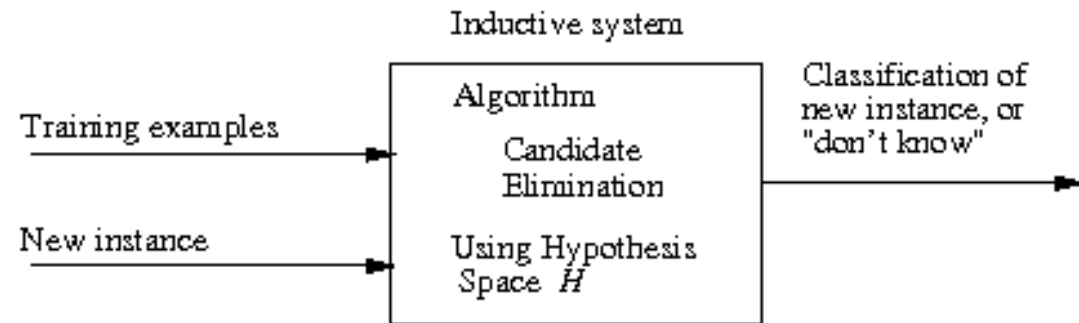 Inductive system
Training examples
New instance
Algorithm
Candidate
Elimination
Using Hypothesis
Space H
Classification of
new instance, or
"don't know"